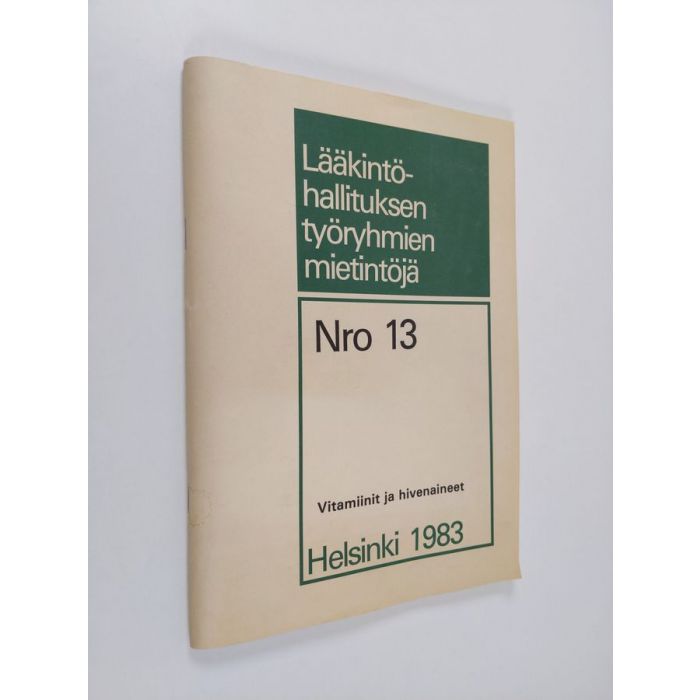 Lääkintö-
hallituksen
työryhmien
mietintöjä
Nro 13
Vitamiinit ja hivenaineet
Helsinki 1983